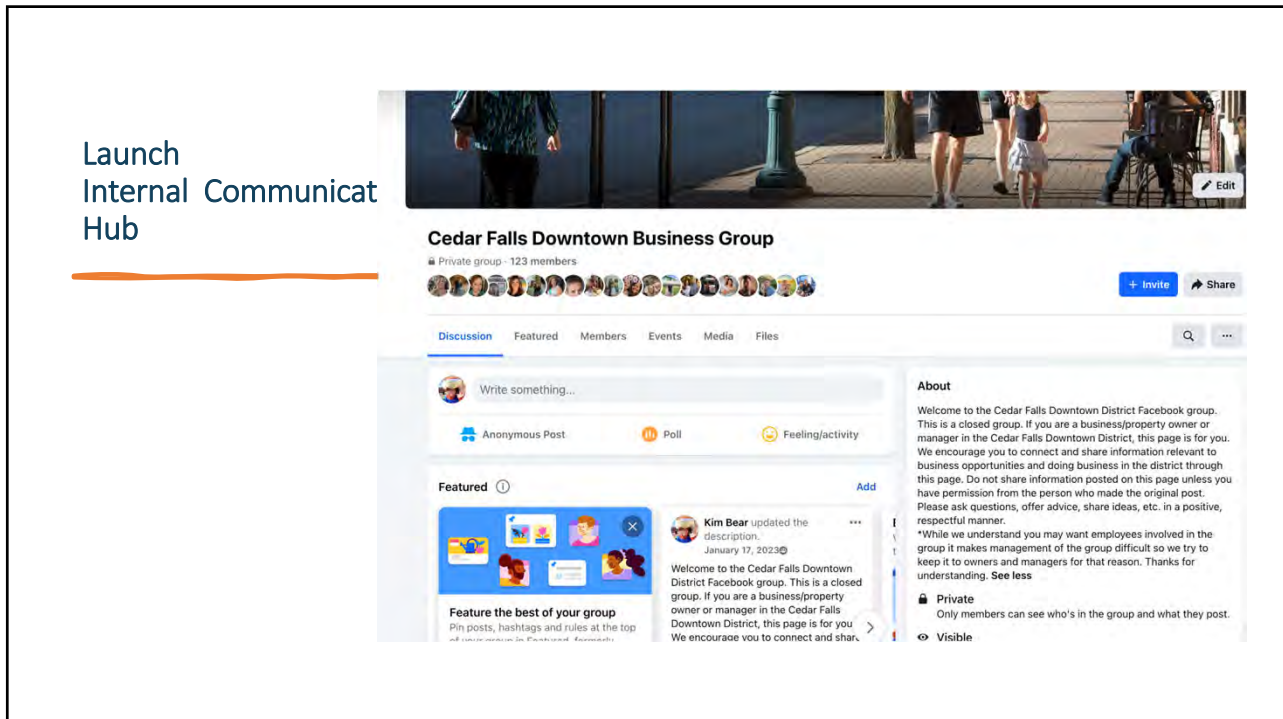 Launch
Internal Communicat
Hub
Edit
Cedar Falls Downtown Business Group
Private group · 123 members
+ Invite
Share
Discussion Featured Members Events Media Files
Write something...
Anonymous Post Poll Feeling/activity
Featured
Add
Feature the best of your group
Pin posts, hashtags and rules at the top
Kim Bear updated the
description.
January 17, 2023
Welcome to the Cedar Falls Downtown
District Facebook group. This is a closed
group. If you are a business/property
owner or manager in the Cedar Falls
Downtown District, this page is for you
We encourage you to connect and share
About
Welcome to the Cedar Falls Downtown District Facebook group.
This is a closed group. If you are a business/property owner or
manager in the Cedar Falls Downtown District, this page is for you.
We encourage you to connect and share information relevant to
business opportunities and doing business in the district through
this page. Do not share information posted on this page unless you
have permission from the person who made the original post.
Please ask questions, offer advice, share ideas, etc. in a positive,
respectful manner.
*While we understand you may want employees involved in the
group it makes management of the group difficult so we try to
keep it to owners and managers for that reason. Thanks for
understanding. See less
Private
Only members can see who's in the group and what they post.
Visible